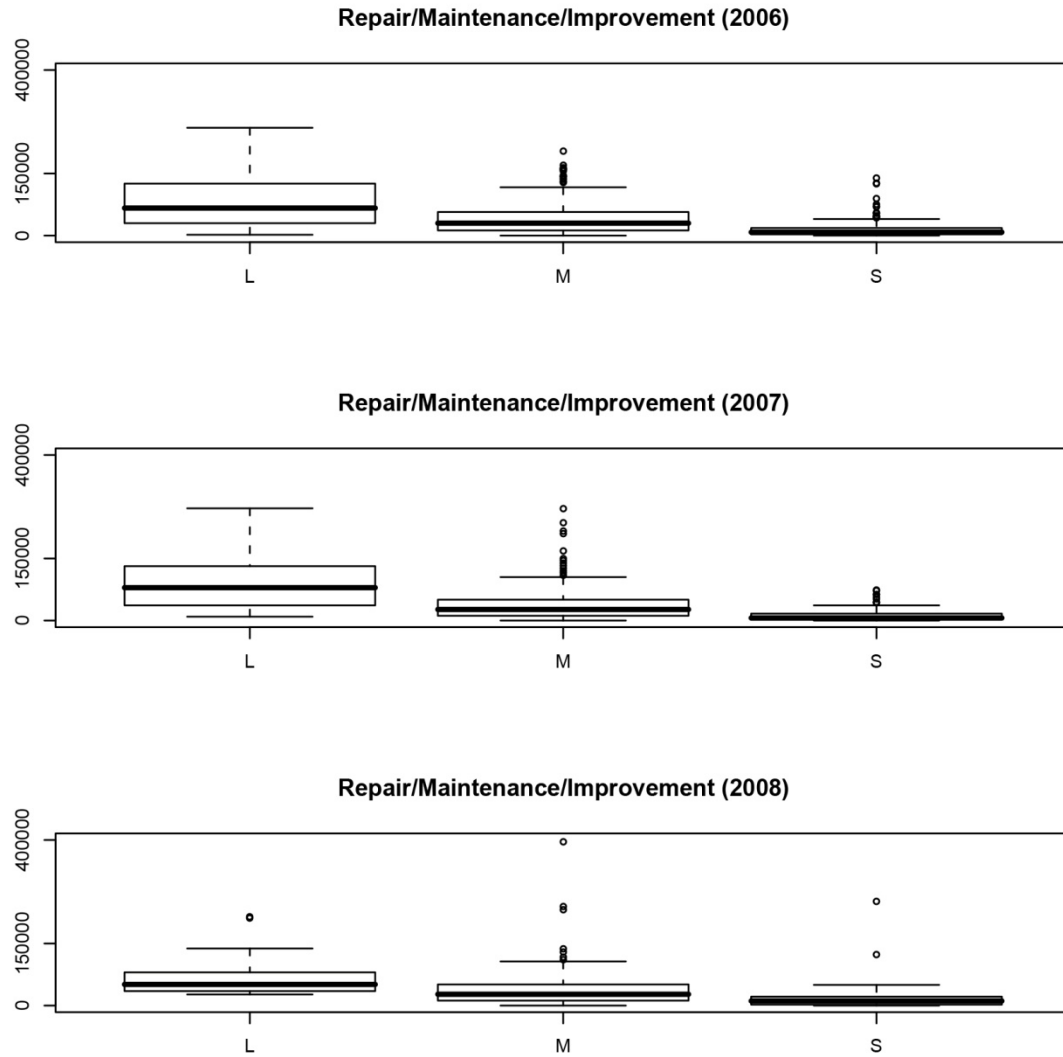 Repair/Maintenance/Improvement (2006)
400000
150000
0
L M S
Repair/Maintenance/Improvement (2007)
400000
150000
0
L M S
Repair/Maintenance/Improvement (2008)
400000
150000
0
L M S